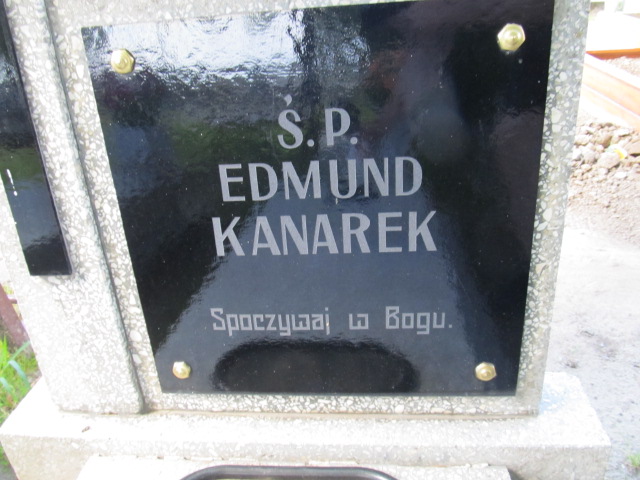 Ś.P.
EDMUND
KANAREK
Spoczywaj w Bogu.